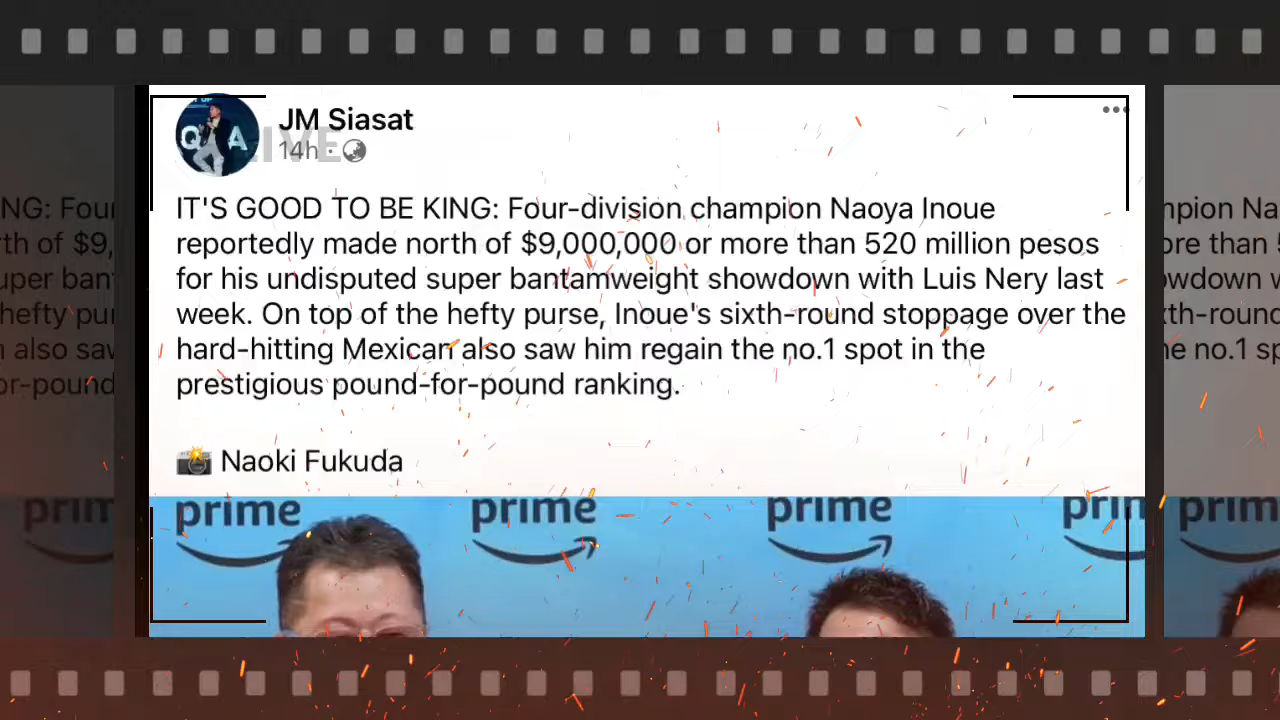 JM Siasat
LIVE
14h
IT'S GOOD TO BE KING: Four-division champion Naoya Inoue
reportedly made north of $9,000,000 or more than 520 million pesos
for his undisputed super bantamweight showdown with Luis Nery last
week. On top of the hefty purse, Inoue's sixth-round stoppage over the
hard-hitting Mexican also saw him regain the no.1 spot in the
prestigious pound-for-pound ranking.
Naoki Fukuda
prime prime prime prim